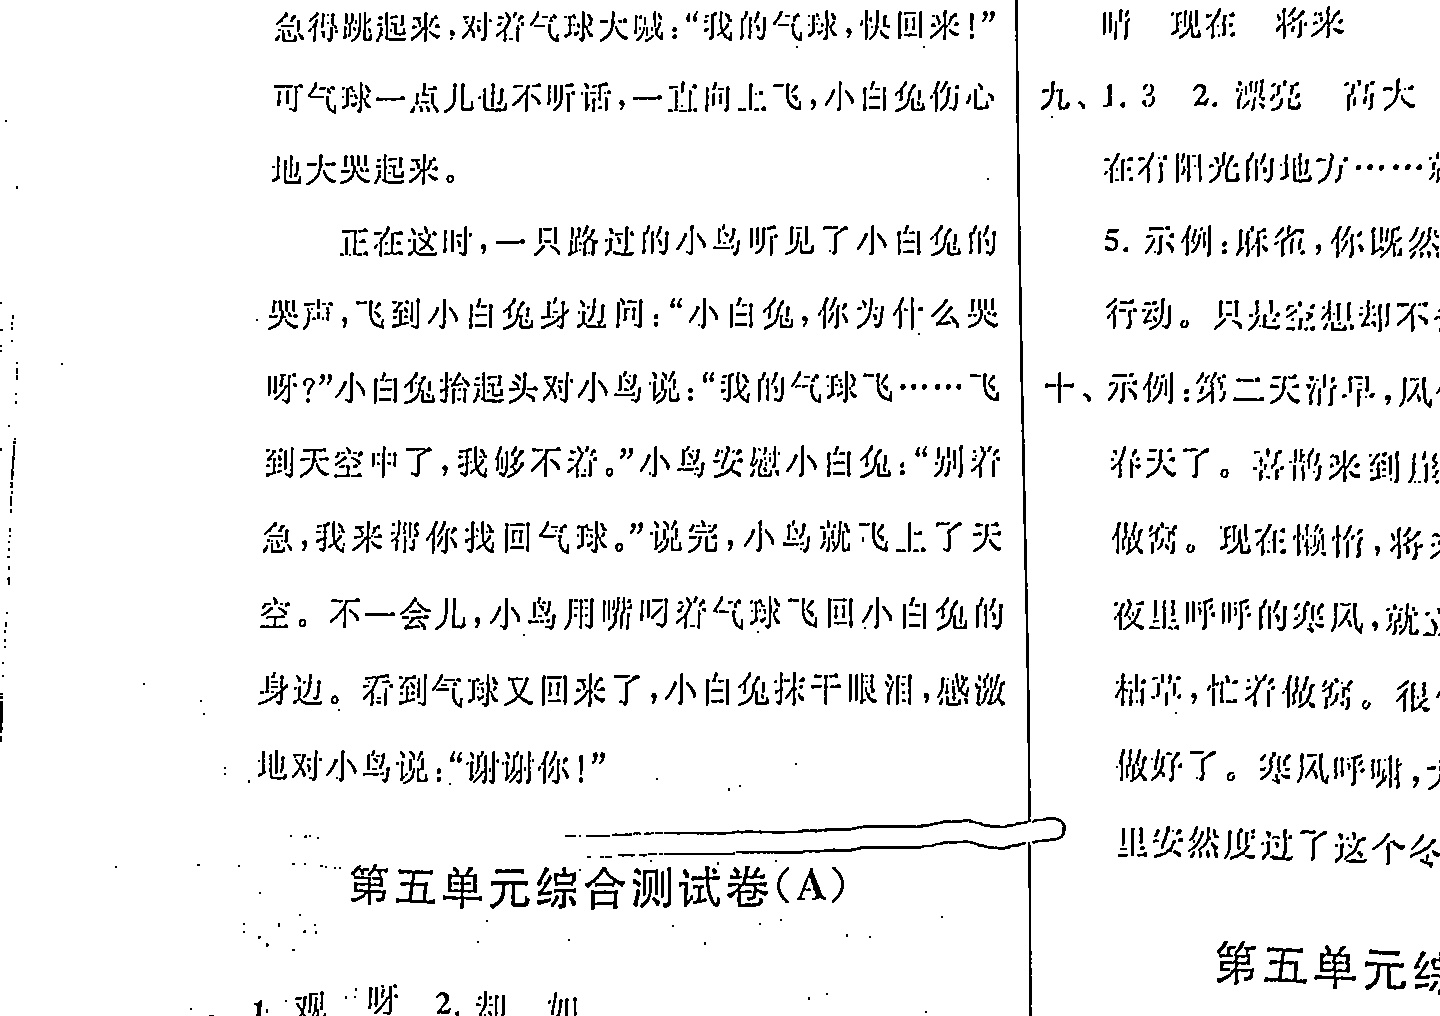 急得跳起来，对着气球大喊：“我的气球，快回来！”
可气球一点儿也不听话，一直向上飞，小白兔伤心
地大哭起来。
正在这时，一只路过的小鸟听见了小白兔的
哭声，飞到小白兔身边问：“小白兔，你为什么哭
呀？”小白兔抬起头对小鸟说：“我的气球飞……飞
到天空中了，我够不着。”小鸟安慰小白兔：“别着
急，我来帮你找回气球。”说完，小鸟就飞上了天
空。不一会儿，小鸟用嘴叼着气球飞回小白兔的
身边。看到气球又回来了，小白兔抹干眼泪，感激
地对小鸟说：“谢谢你！”
第五单元综合测试卷(A)
1. 观 呀 2. 却 如
晴 现在 将来
九、1. 3 2. 漂亮 高大
在有阳光的地方……
5. 示例：麻雀，你既然
行动。只是空想却不
十、示例：第二天清早，风
春天了。喜鹊来到
做窝。现在懒惰，将
夜里呼呼的寒风，就
枯草，忙着做窝。很
做好了。寒风呼啸，
里安然度过了这个冬
第五单元综